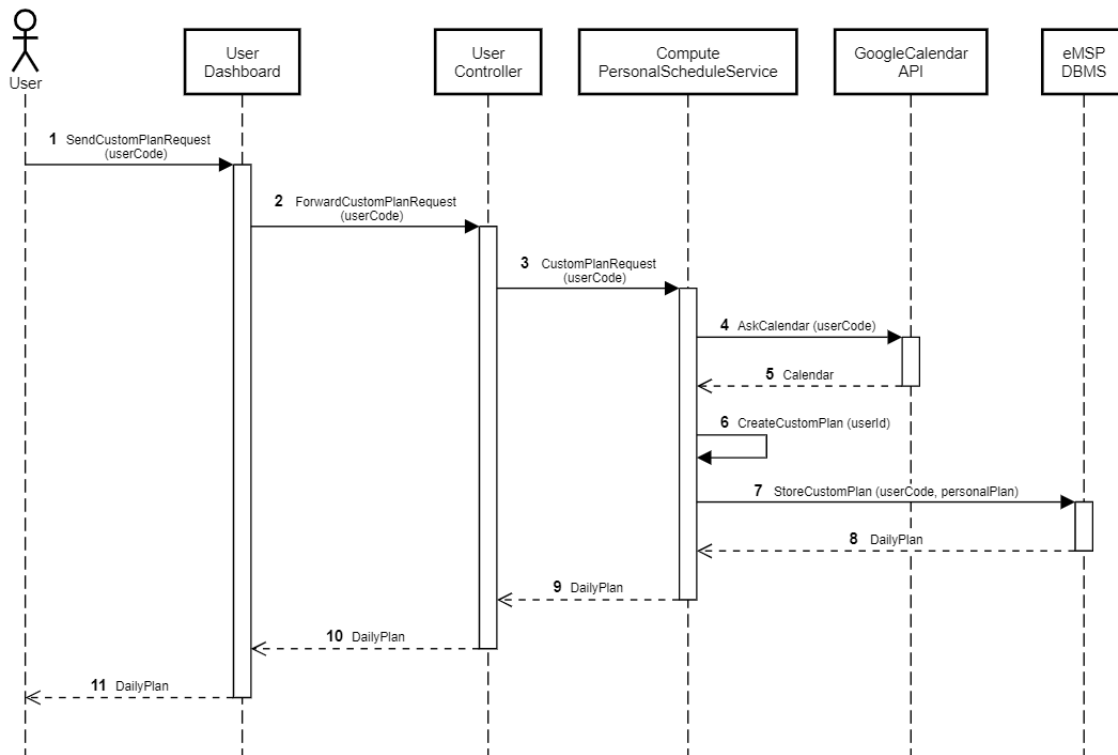 User
User
Dashboard
User
Controller
Compute
PersonalScheduleService
GoogleCalendar
API
eMSP
DBMS
1 SendCustomPlanRequest
(userCode)
2 ForwardCustomPlanRequest
(userCode)
3 CustomPlanRequest
(userCode)
4 AskCalendar (userCode)
5 Calendar
6 CreateCustomPlan (userId)
7 StoreCustomPlan (userCode, personalPlan)
8 DailyPlan
9 DailyPlan
10 DailyPlan
11 DailyPlan